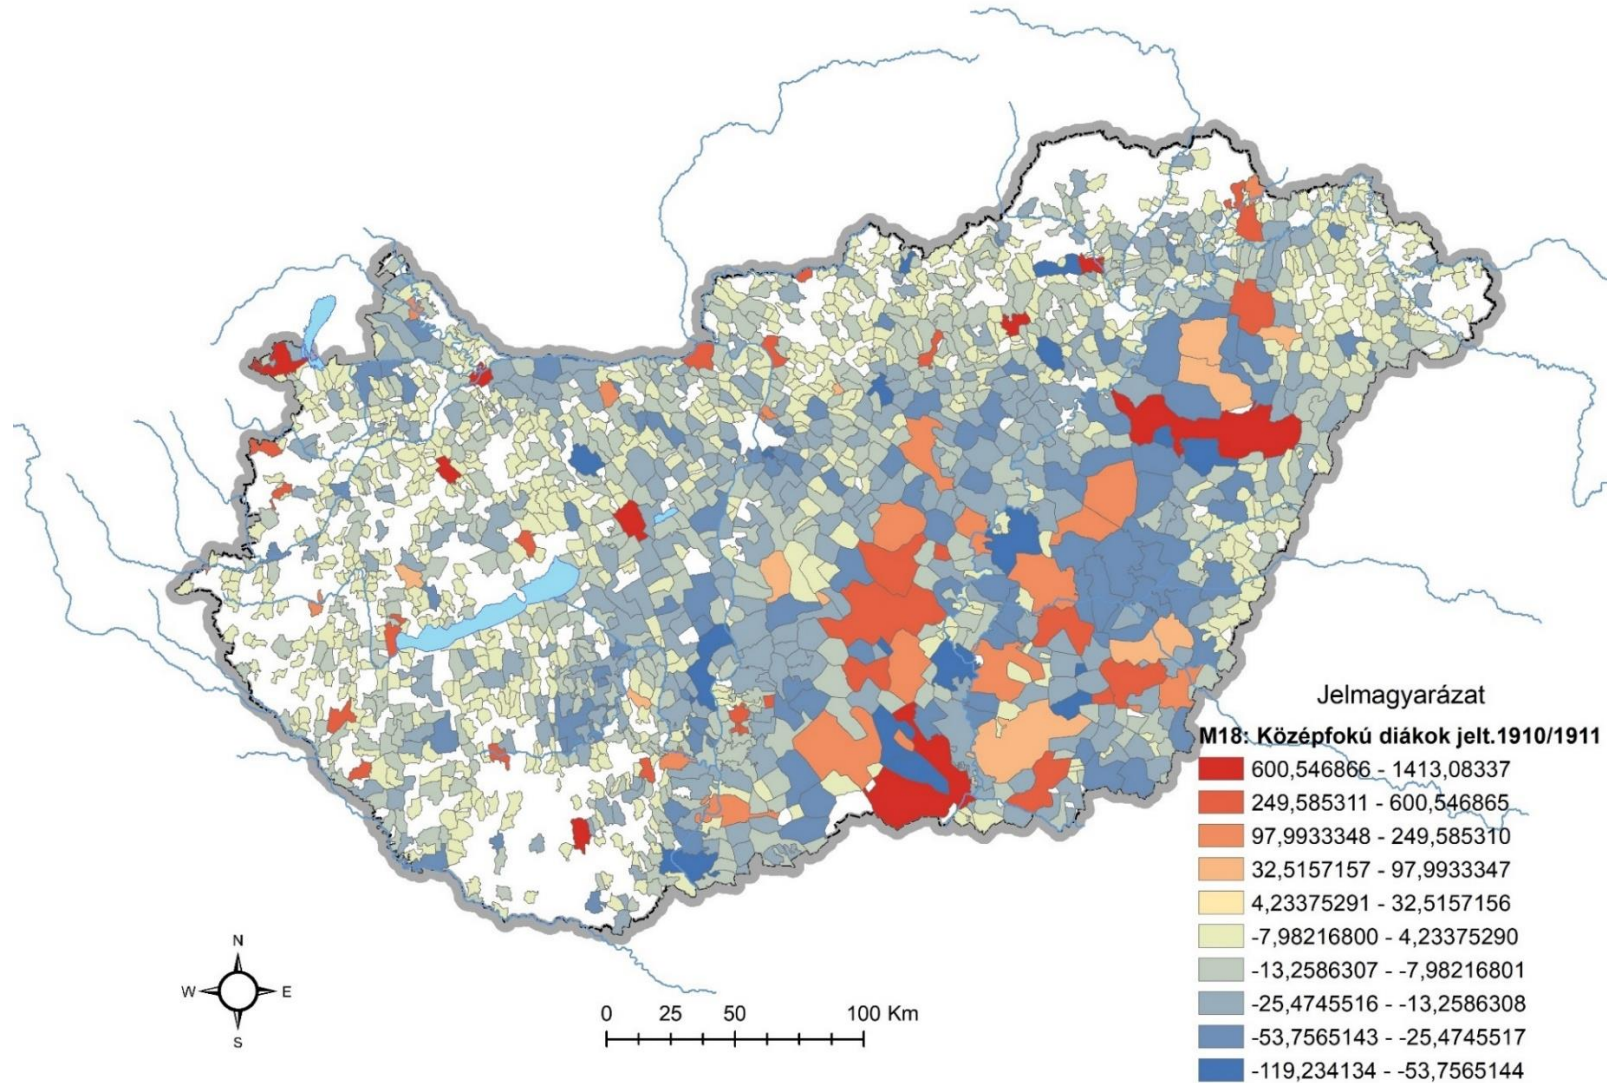 Jelmagyarázat
M18: Középfokú diákok jelt.1910/1911
600,546866 - 1413,08337
249,585311 - 600,546865
97,9933348 - 249,585310
32,5157157 - 97,9933347
4,23375291 - 32,5157156
-7,98216800 - 4,23375290
-13,2586307 - -7,98216801
-25,4745516 - -13,2586308
-53,7565143 - -25,4745517
-119,234134 - -53,7565144
N
W E
S
0 25 50 100 Km